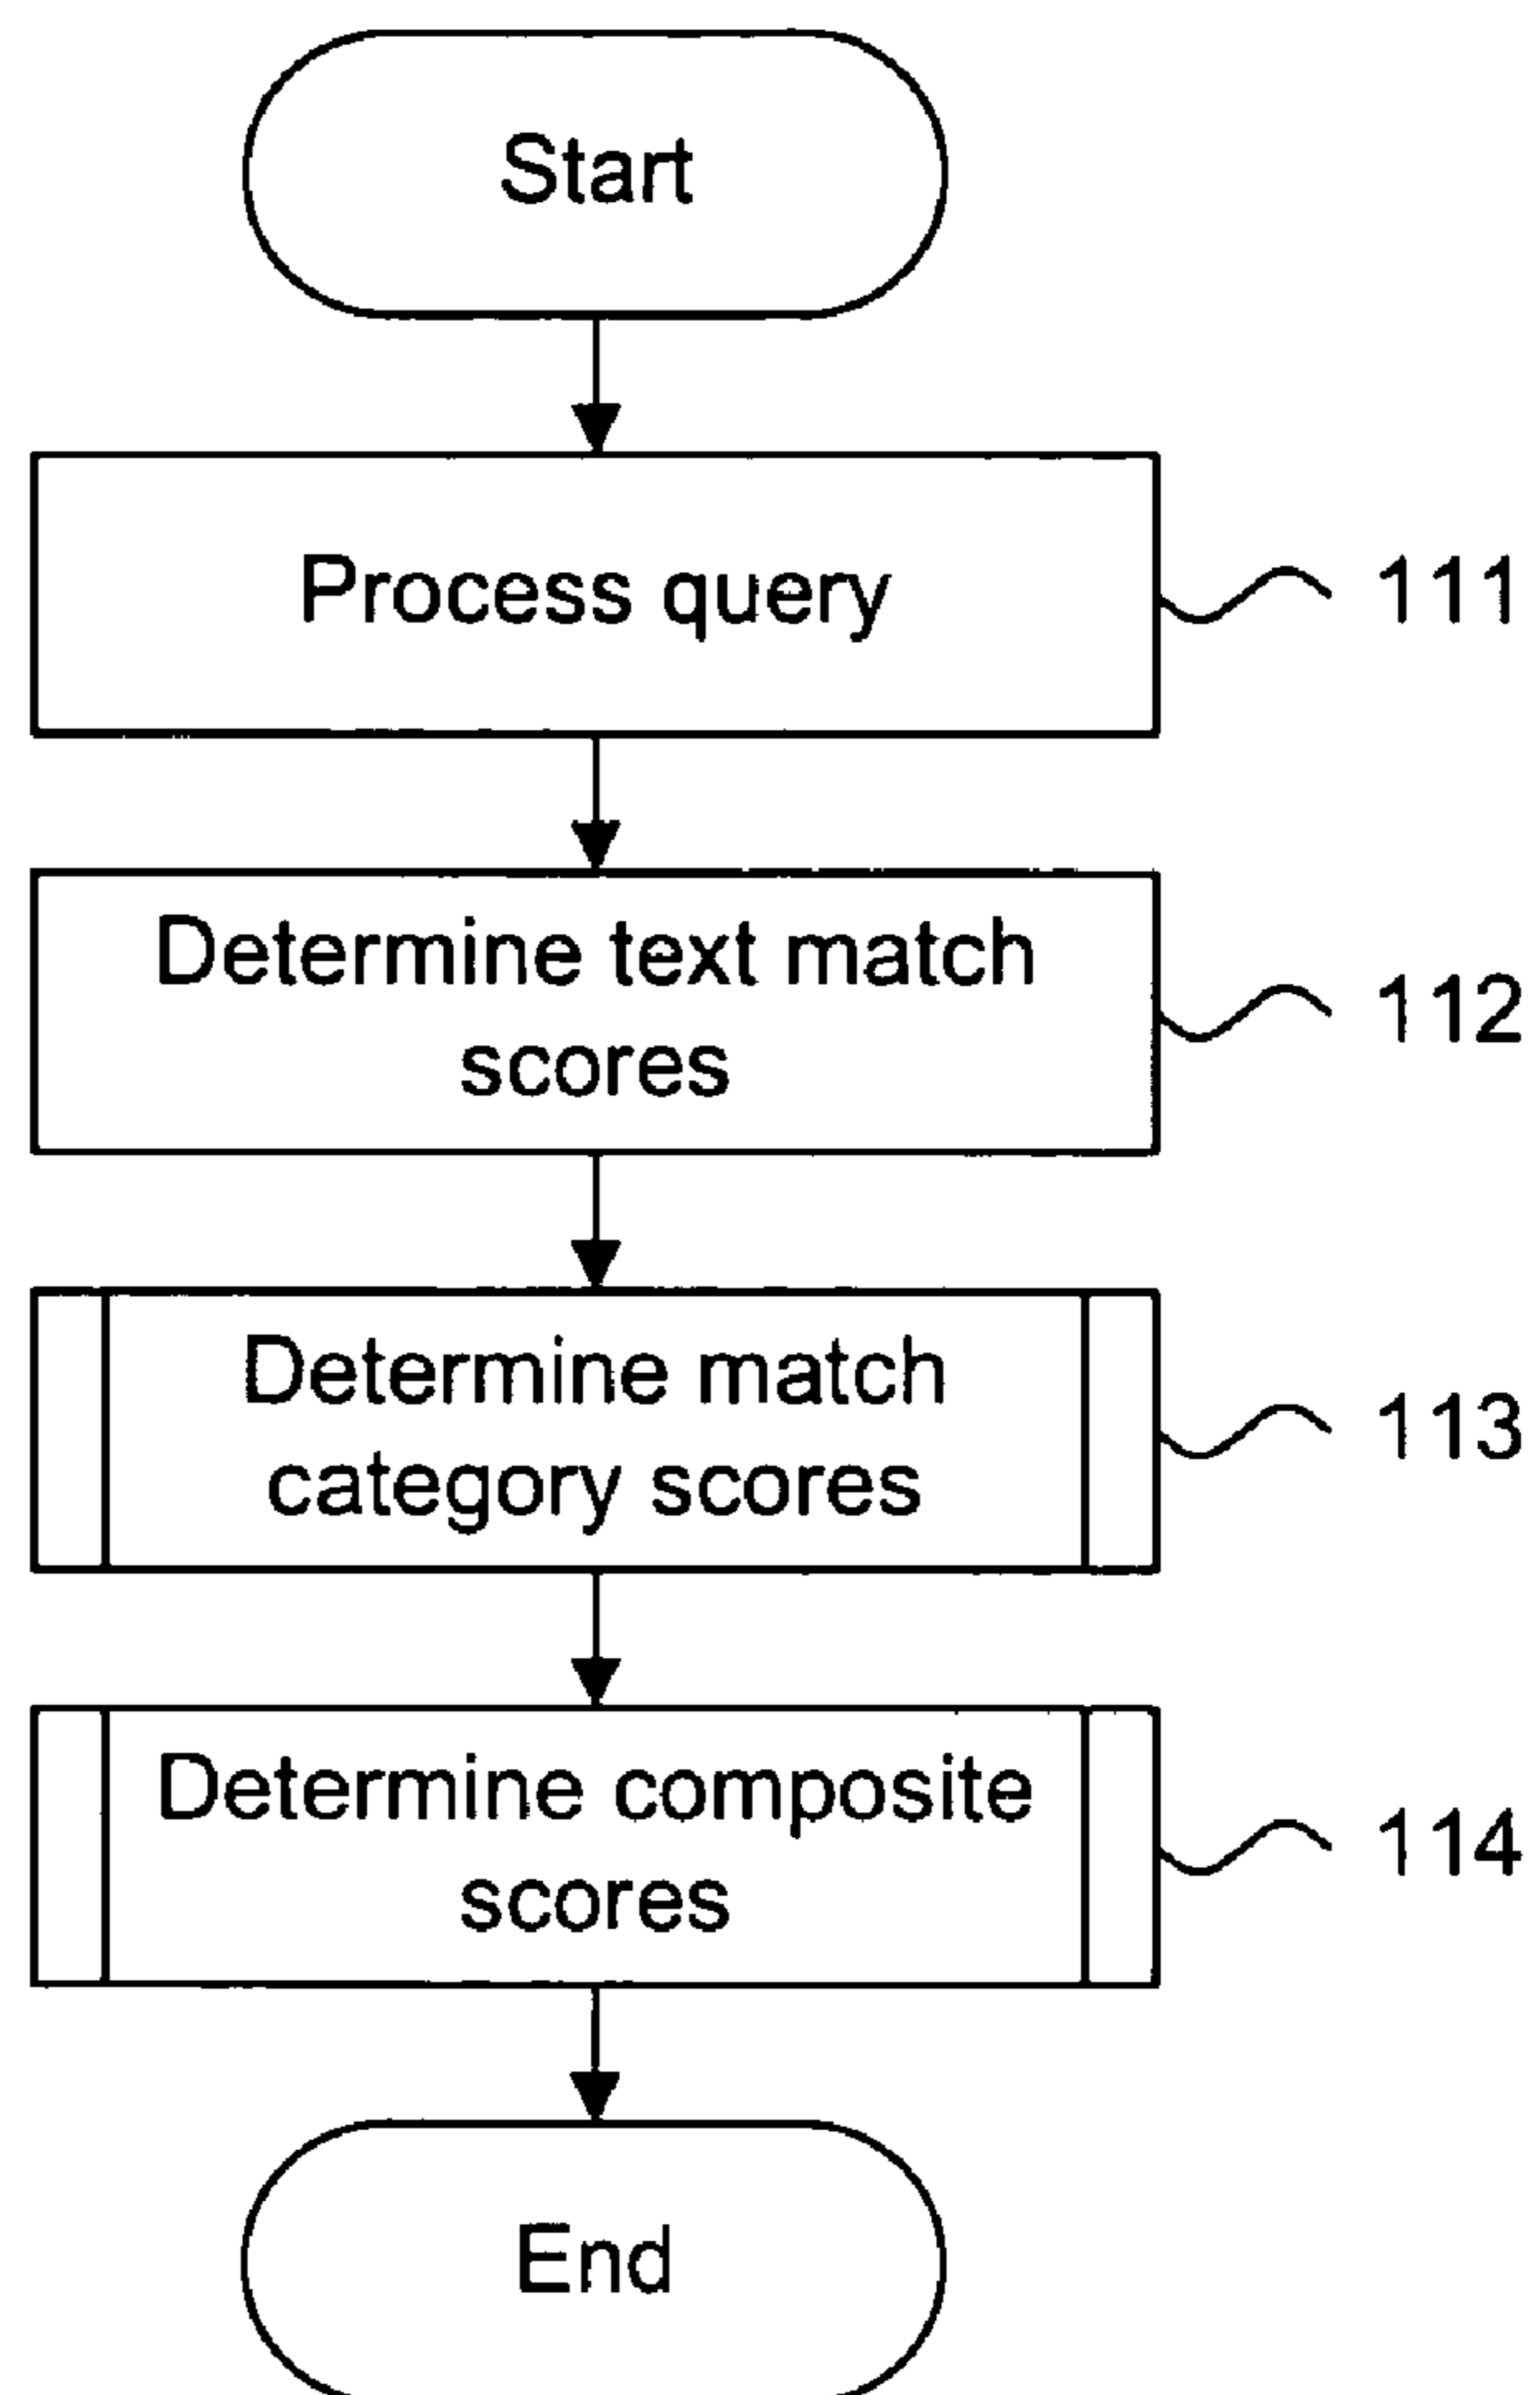 Start
Process query
111
Determine text match
scores
112
Determine match
category scores
113
Determine composite
scores
114
End